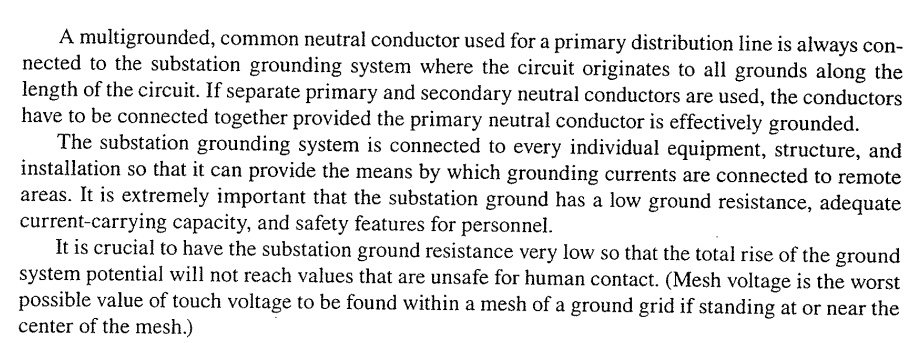 A multigrounded, common neutral conductor used for a primary distribution line is always con-
nected to the substation grounding system where the circuit originates to all grounds along the
length of the circuit. If separate primary and secondary neutral conductors are used, the conductors
have to be connected together provided the primary neutral conductor is effectively grounded.
The substation grounding system is connected to every individual equipment, structure, and
installation so that it can provide the means by which grounding currents are connected to remote
areas. It is extremely important that the substation ground has a low ground resistance, adequate
current-carrying capacity, and safety features for personnel.
It is crucial to have the substation ground resistance very low so that the total rise of the ground
system potential will not reach values that are unsafe for human contact. (Mesh voltage is the worst
possible value of touch voltage to be found within a mesh of a ground grid if standing at or near the
center of the mesh.)